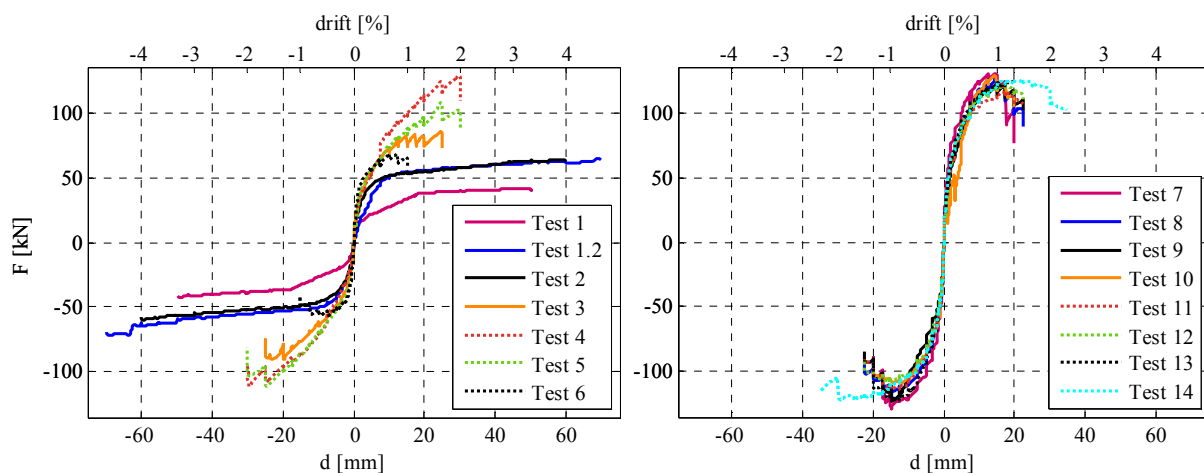 drift [%]
-4 -3 -2 -1 0 1 2 3 4
F [kN]
100
50
0
-50
-100
-60 -40 -20 0 20 40 60
d [mm]
Test 1
Test 1.2
Test 2
Test 3
Test 4
Test 5
Test 6
drift [%]
-4 -3 -2 -1 0 1 2 3 4
100
50
0
-50
-100
-60 -40 -20 0 20 40 60
d [mm]
Test 7
Test 8
Test 9
Test 10
Test 11
Test 12
Test 13
Test 14